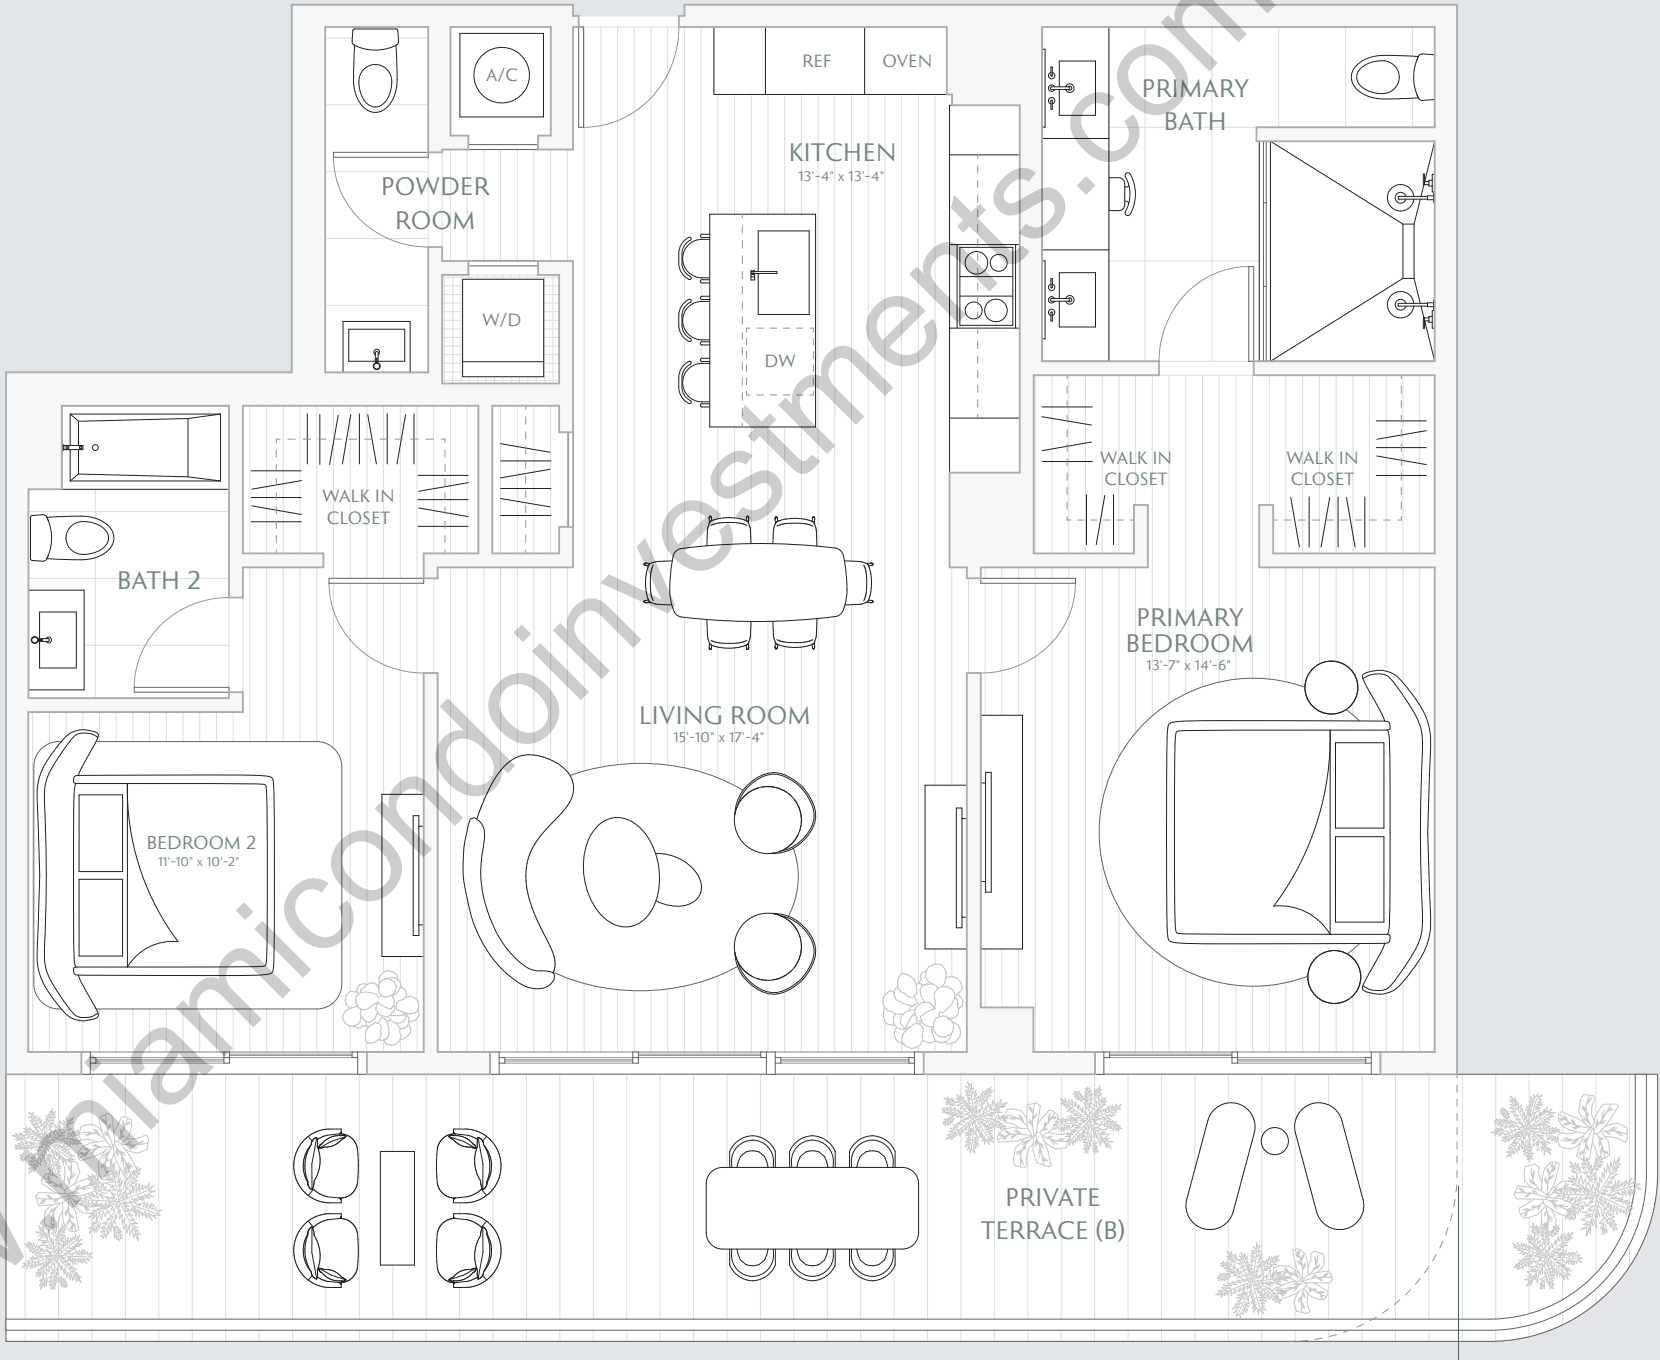 A/C
REF
OVEN
PRIMARY
BATH
KITCHEN
13'-4" x 13'-4"
POWDER
ROOM
W/D
DW
WALK IN
CLOSET
WALK IN
CLOSET
WALK IN
CLOSET
BATH 2
PRIMARY
BEDROOM
13'-7" x 14'-6"
LIVING ROOM
15'-10" x 17'-4"
BEDROOM 2
11'-10" x 10'-2"
PRIVATE
TERRACE (B)
w.miamicondoinvestments.com